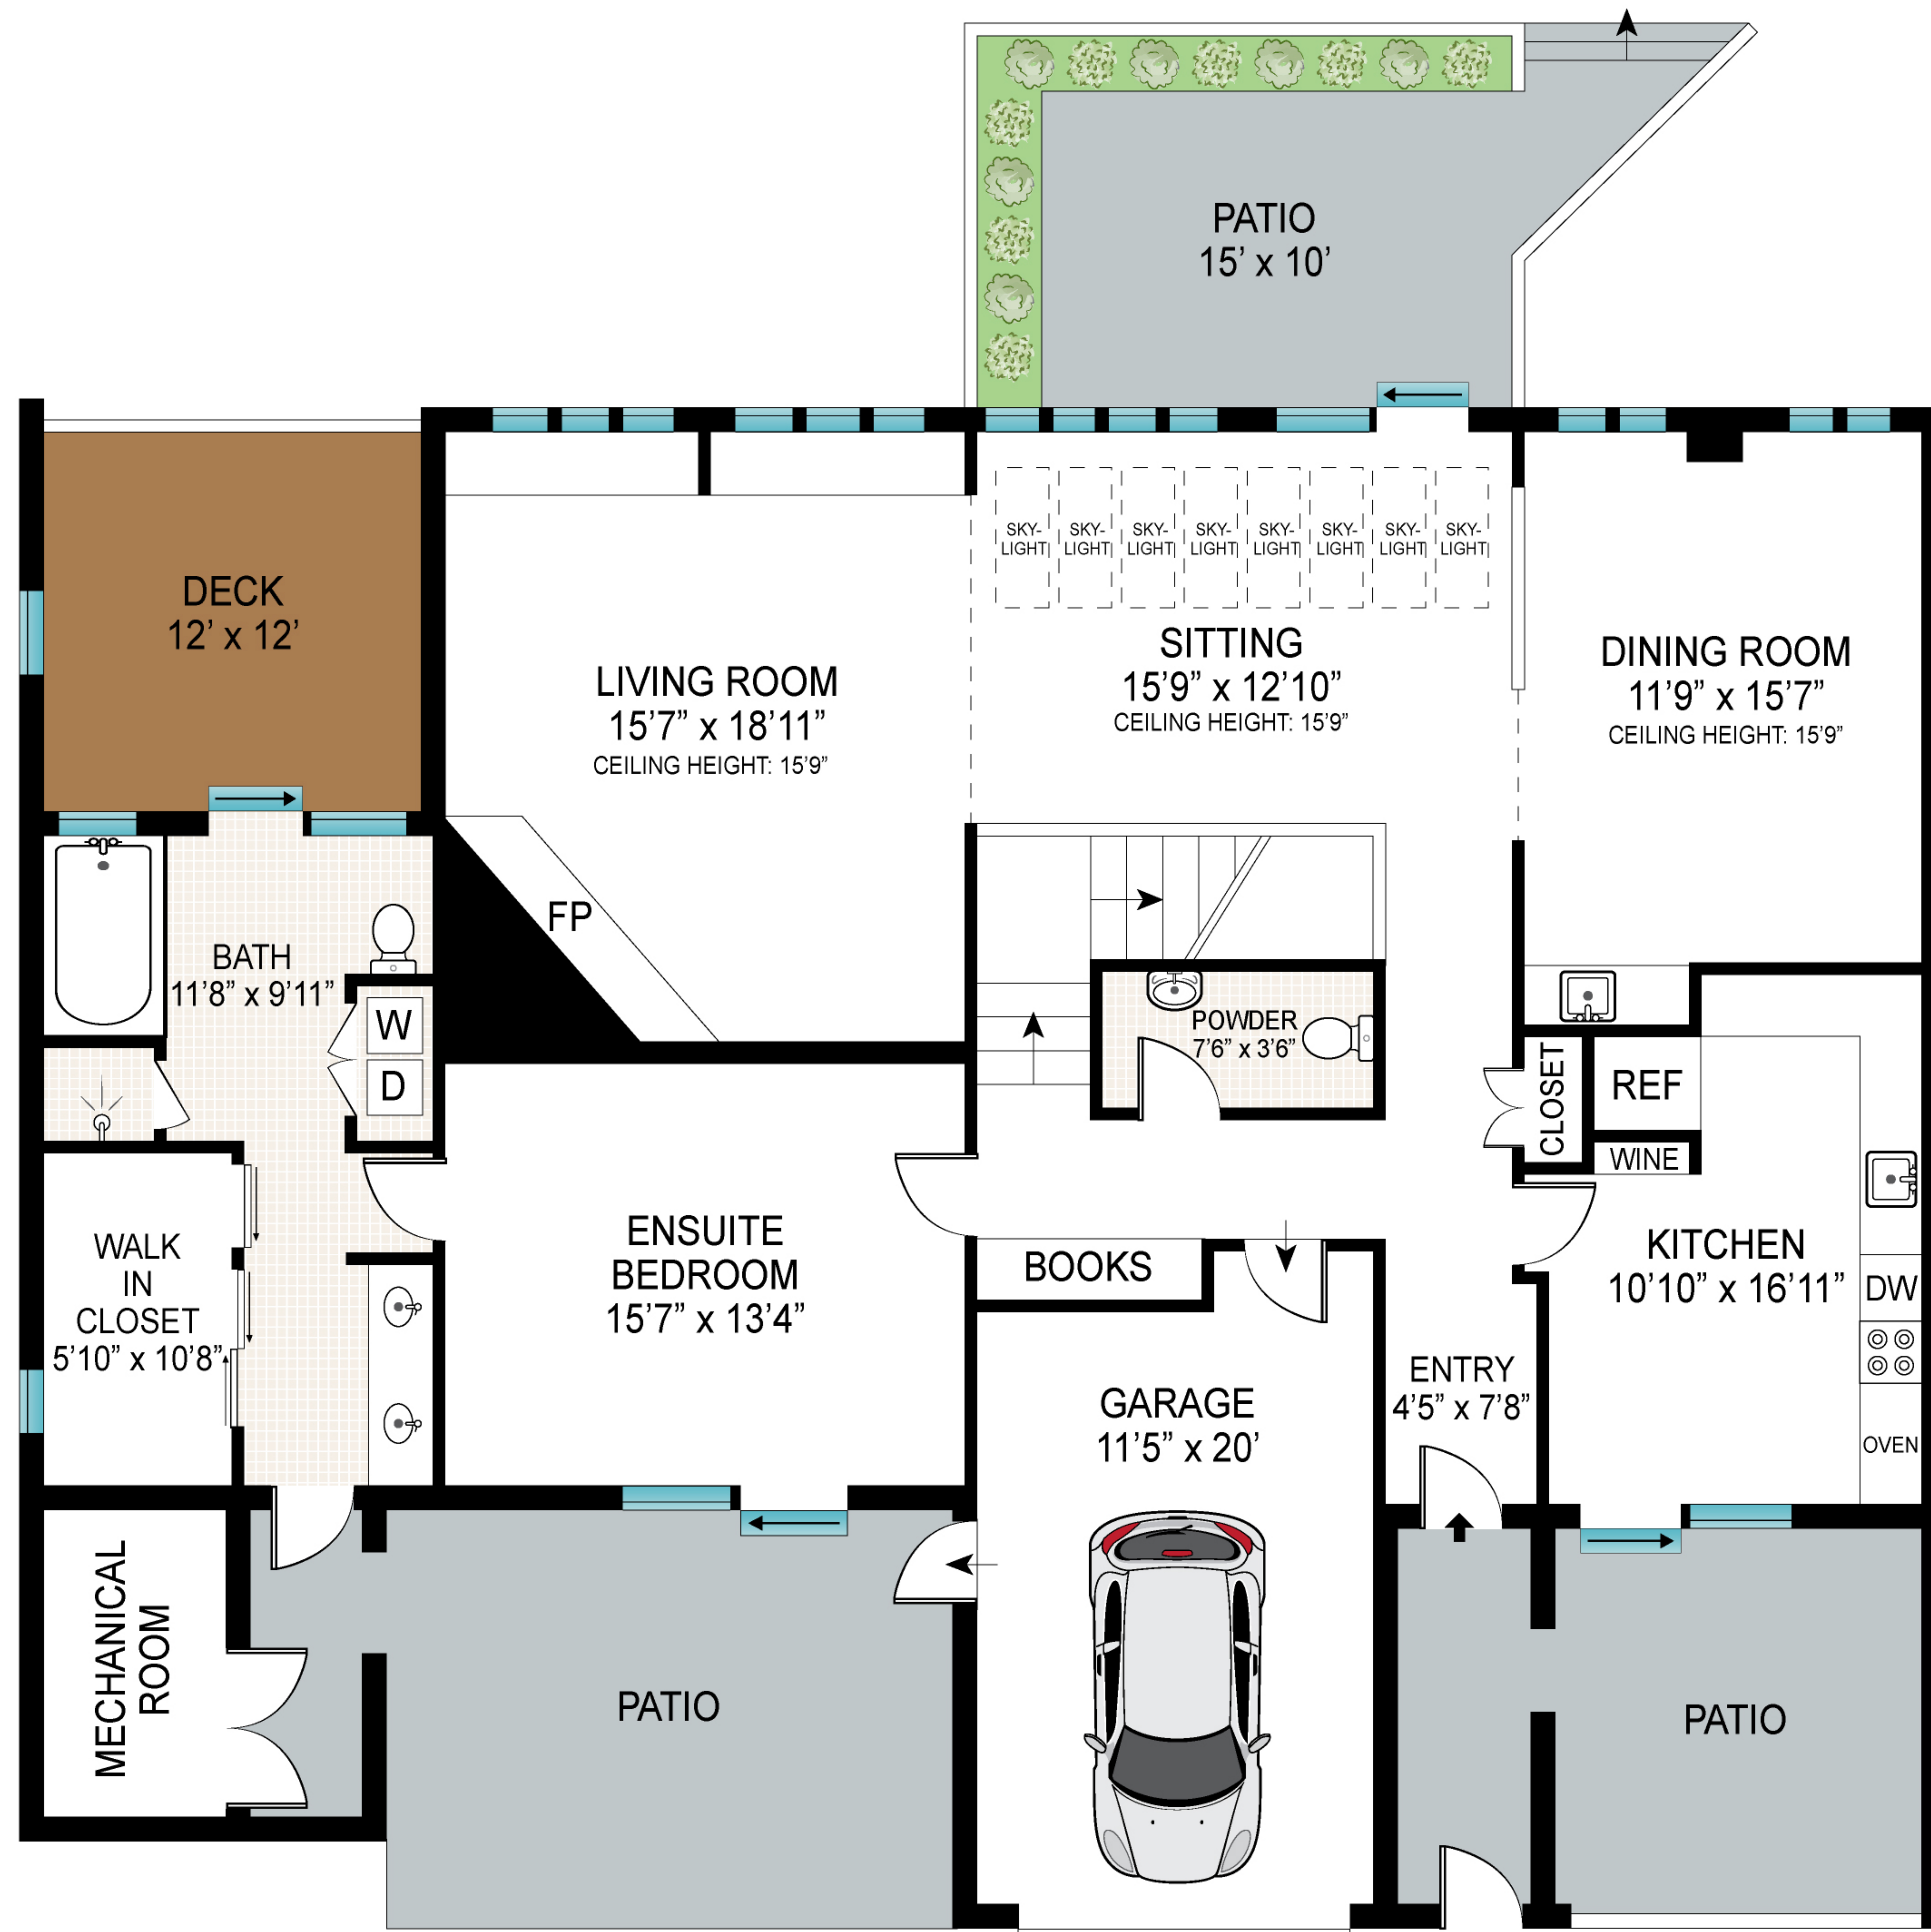 PATIO
15’ x 10’
SKY-
LIGHT
SKY-
LIGHT
SKY-
LIGHT
SKY-
LIGHT
SKY-
LIGHT
SKY-
LIGHT
SKY-
LIGHT
SKY-
LIGHT
DECK
12’ x 12’
LIVING ROOM
15’7” x 18’11”
CEILING HEIGHT: 15’9”
SITTING
15’9” x 12’10”
CEILING HEIGHT: 15’9”
DINING ROOM
11’9” x 15’7”
CEILING HEIGHT: 15’9”
FP
BATH
11’8” x 9’11”
W
D
POWDER
7’6” x 3’6”
CLOSET
REF
WINE
WALK
IN
CLOSET
5’10” x 10’8”
ENSUITE
BEDROOM
15’7” x 13’4”
BOOKS
KITCHEN
10’10” x 16’11”
DW
OVEN
ENTRY
4’5” x 7’8”
GARAGE
11’5” x 20’
MECHANICAL
ROOM
PATIO
PATIO